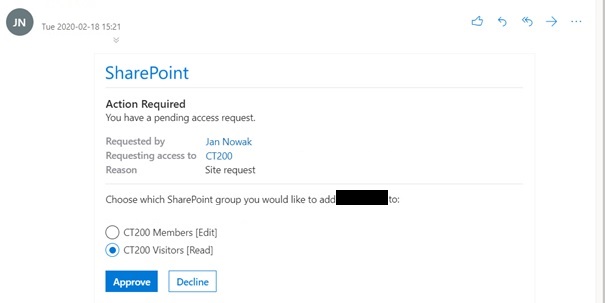 JN
Tue 2020-02-18 15:21
SharePoint
Action Required
You have a pending access request.
Requested by Jan Nowak
Requesting access to CT200
Reason Site request
Choose which SharePoint group you would like to add to:
CT200 Members [Edit]
CT200 Visitors [Read]
Approve Decline